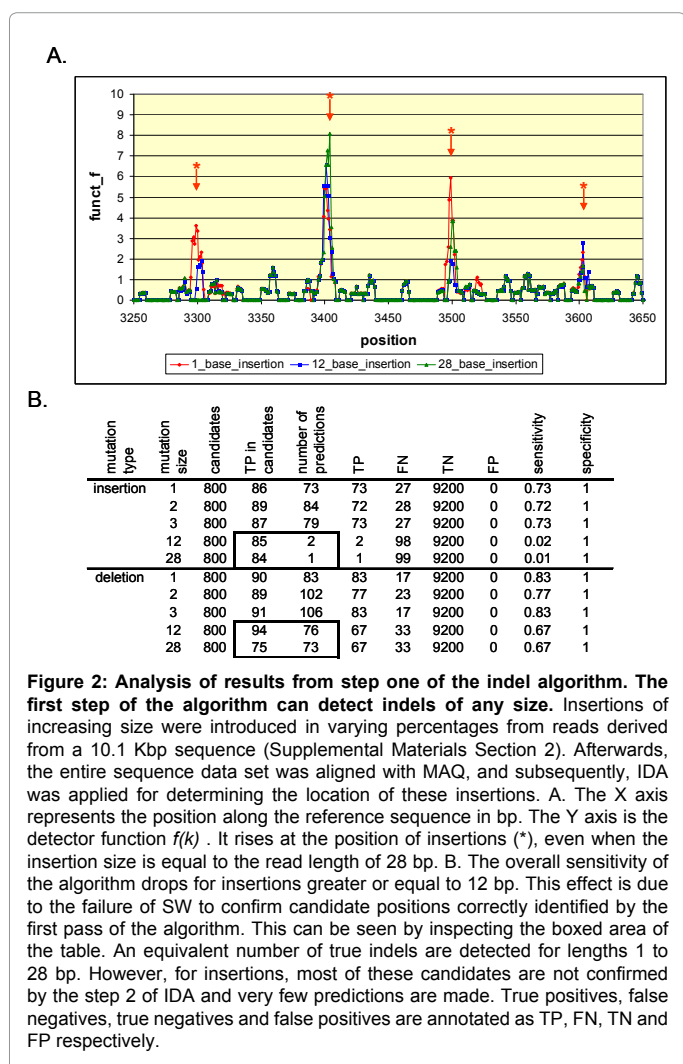 A.
10
9
8
7
6
5
4
3
2
1
0
funct_f
* * * *
3250 3300 3350 3400 3450 3500 3550 3600 3650
position
1_base_insertion 12_base_insertion 28_base_insertion
B.
mutation type mutation size candidates TP in candidates number of predictions TP FN TN FP sensitivity specificity
insertion 1 800 86 73 73 27 9200 0 0.73 1
2 800 89 84 72 28 9200 0 0.72 1
3 800 87 79 73 27 9200 0 0.73 1
12 800 85 2 2 98 9200 0 0.02 1
28 800 84 1 1 99 9200 0 0.01 1
deletion 1 800 90 83 83 17 9200 0 0.83 1
2 800 89 102 77 23 9200 0 0.77 1
3 800 91 106 83 17 9200 0 0.83 1
12 800 94 76 67 33 9200 0 0.67 1
28 800 75 73 67 33 9200 0 0.67 1
Figure 2: Analysis of results from step one of the indel algorithm. The
first step of the algorithm can detect indels of any size. Insertions of
increasing size were introduced in varying percentages from reads derived
from a 10.1 Kbp sequence (Supplemental Materials Section 2). Afterwards,
the entire sequence data set was aligned with MAQ, and subsequently, IDA
was applied for determining the location of these insertions. A. The X axis
represents the position along the reference sequence in bp. The Y axis is the
detector function f(k) . It rises at the position of insertions (*), even when the
insertion size is equal to the read length of 28 bp. B. The overall sensitivity of
the algorithm drops for insertions greater or equal to 12 bp. This effect is due
to the failure of SW to confirm candidate positions correctly identified by the
first pass of the algorithm. This can be seen by inspecting the boxed area of
the table. An equivalent number of true indels are detected for lengths 1 to
28 bp. However, for insertions, most of these candidates are not confirmed
by the step 2 of IDA and very few predictions are made. True positives, false
negatives, true negatives and false positives are annotated as TP, FN, TN and
FP respectively.